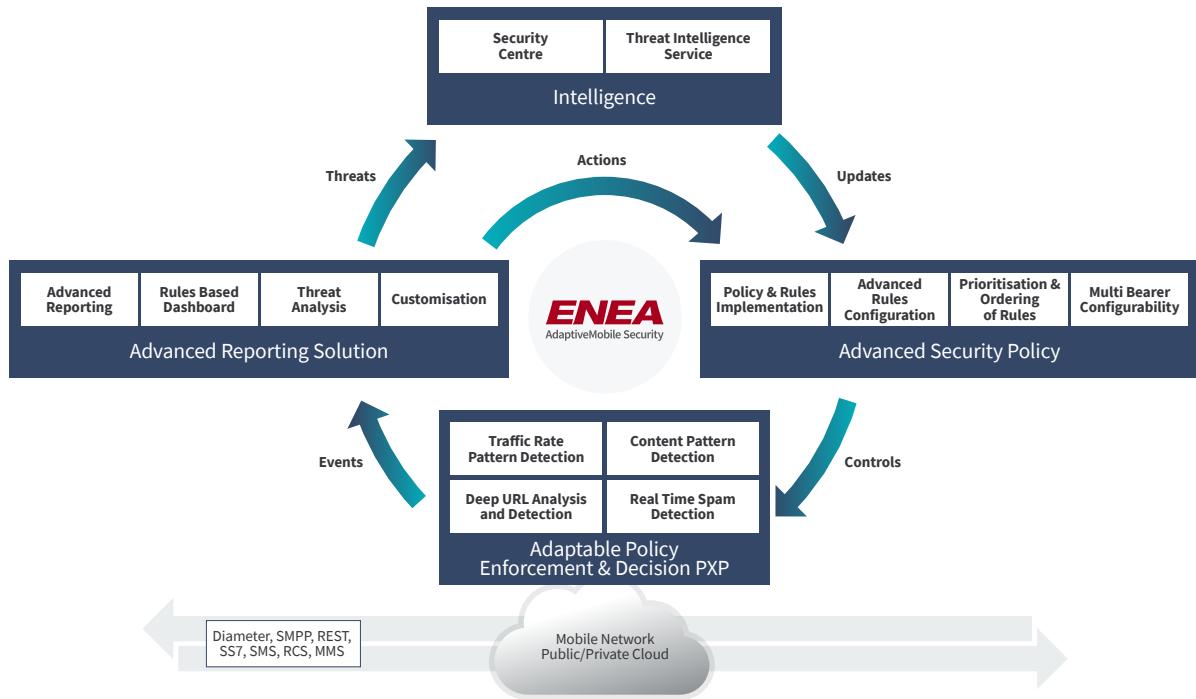 Security
Centre
Threat Intelligence
Service
Intelligence
Threats
Actions
Updates
Advanced
Reporting
Rules Based
Dashboard
Threat
Analysis
Customisation
Advanced Reporting Solution
ENEA
AdaptiveMobile Security
Policy & Rules
Implementation
Advanced
Rules
Configuration
Prioritisation &
Ordering
of Rules
Multi Bearer
Configurability
Advanced Security Policy
Events
Traffic Rate
Pattern Detection
Content Pattern
Detection
Deep URL Analysis
and Detection
Real Time Spam
Detection
Adaptable Policy
Enforcement & Decision PXP
Controls
Diameter, SMPP, REST,
SS7, SMS, RCS, MMS
Mobile Network
Public/Private Cloud